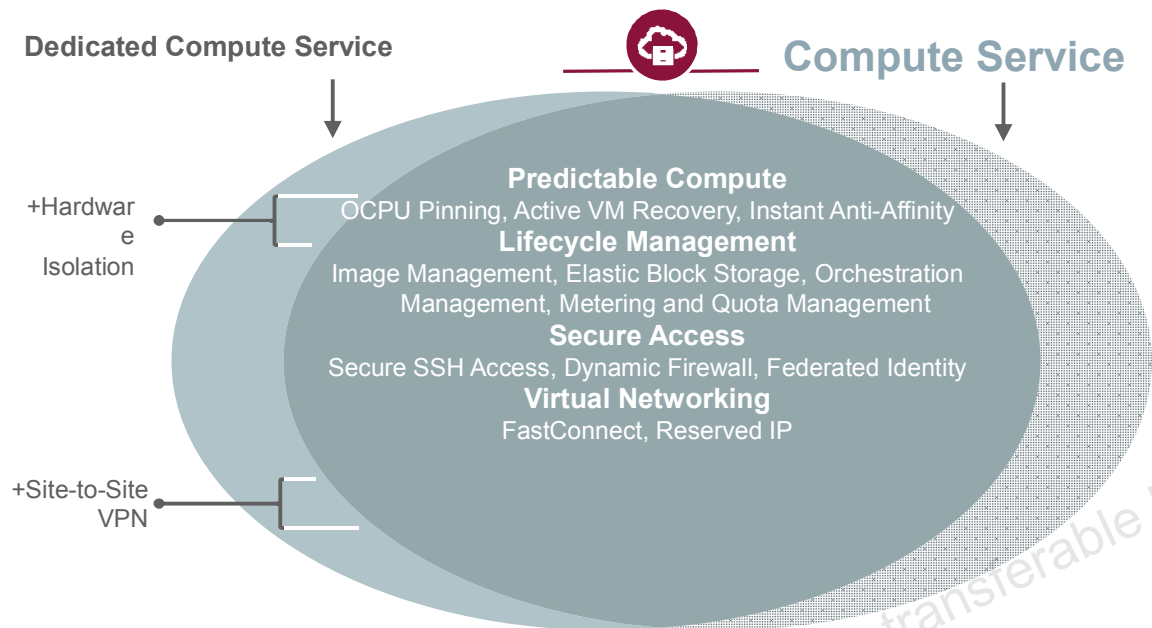 Dedicated Compute Service
Compute Service
Predictable Compute
OCPU Pinning, Active VM Recovery, Instant Anti-Affinity
Lifecycle Management
Image Management, Elastic Block Storage, Orchestration
Management, Metering and Quota Management
Secure Access
Secure SSH Access, Dynamic Firewall, Federated Identity
Virtual Networking
FastConnect, Reserved IP
+Hardwar
e
Isolation
+Site-to-Site
VPN
transferable